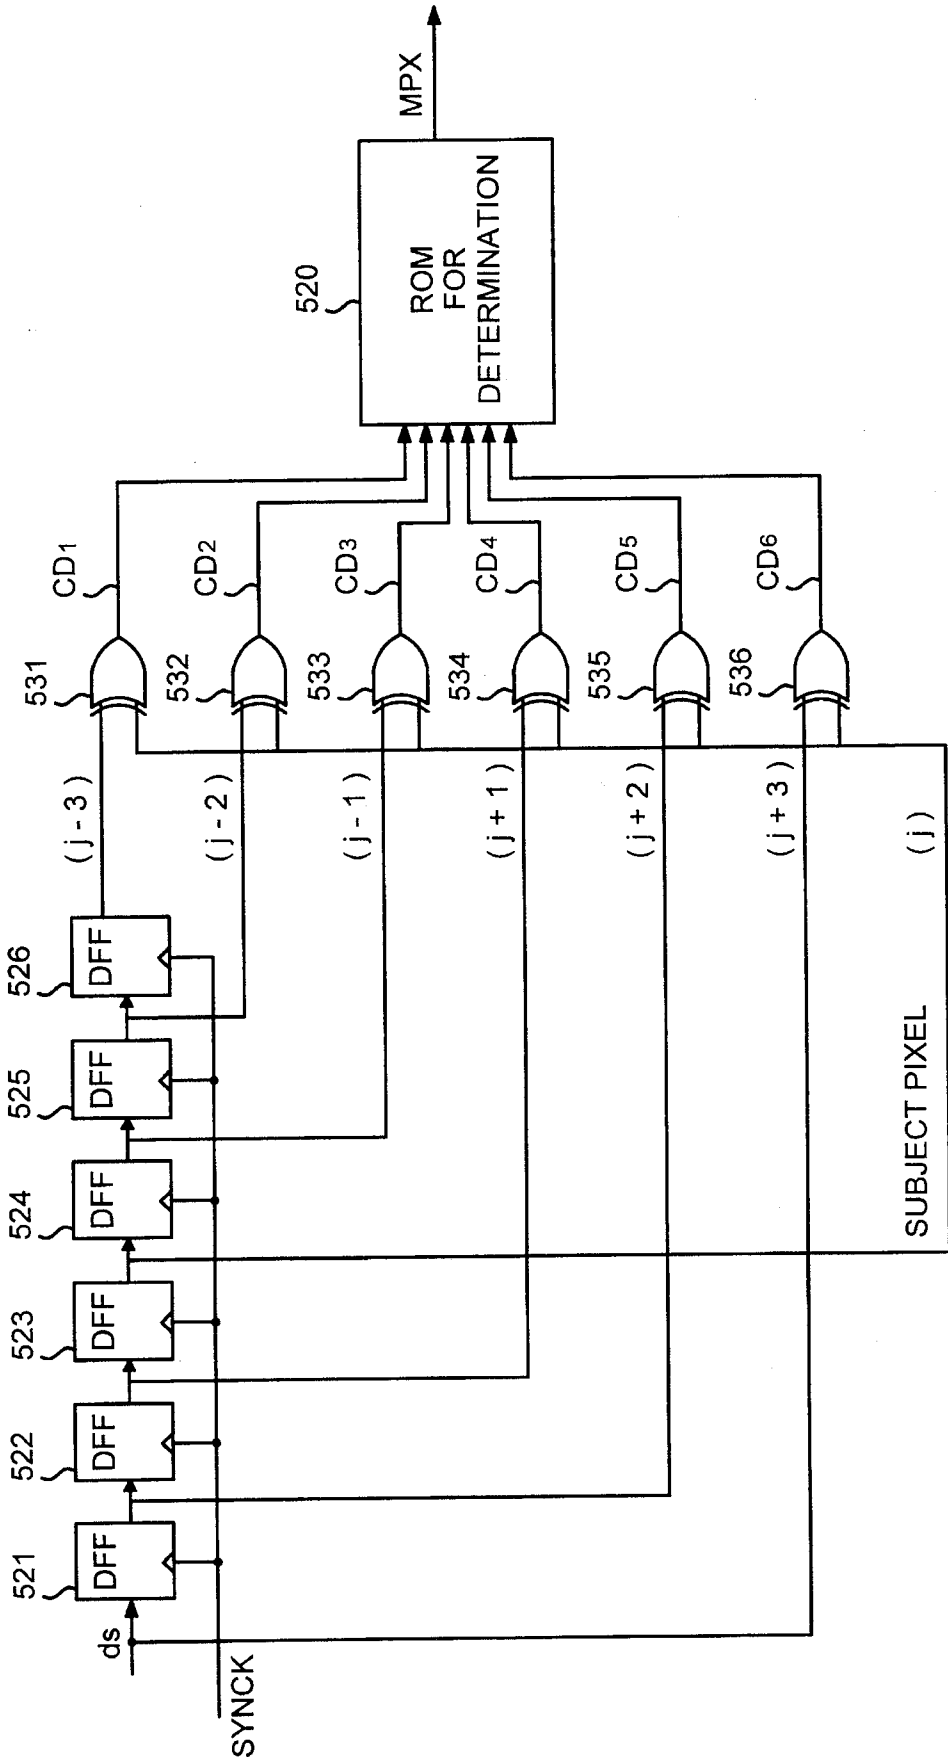 521
522
523
524
525
526
DFF
DFF
DFF
DFF
DFF
DFF
ds
SYNCK
( j - 3 )
( j - 2 )
( j - 1 )
( j + 1 )
( j + 2 )
( j + 3 )
( j )
SUBJECT PIXEL
531
532
533
534
535
536
CD1
CD2
CD3
CD4
CD5
CD6
520
ROM
FOR
DETERMINATION
MPX